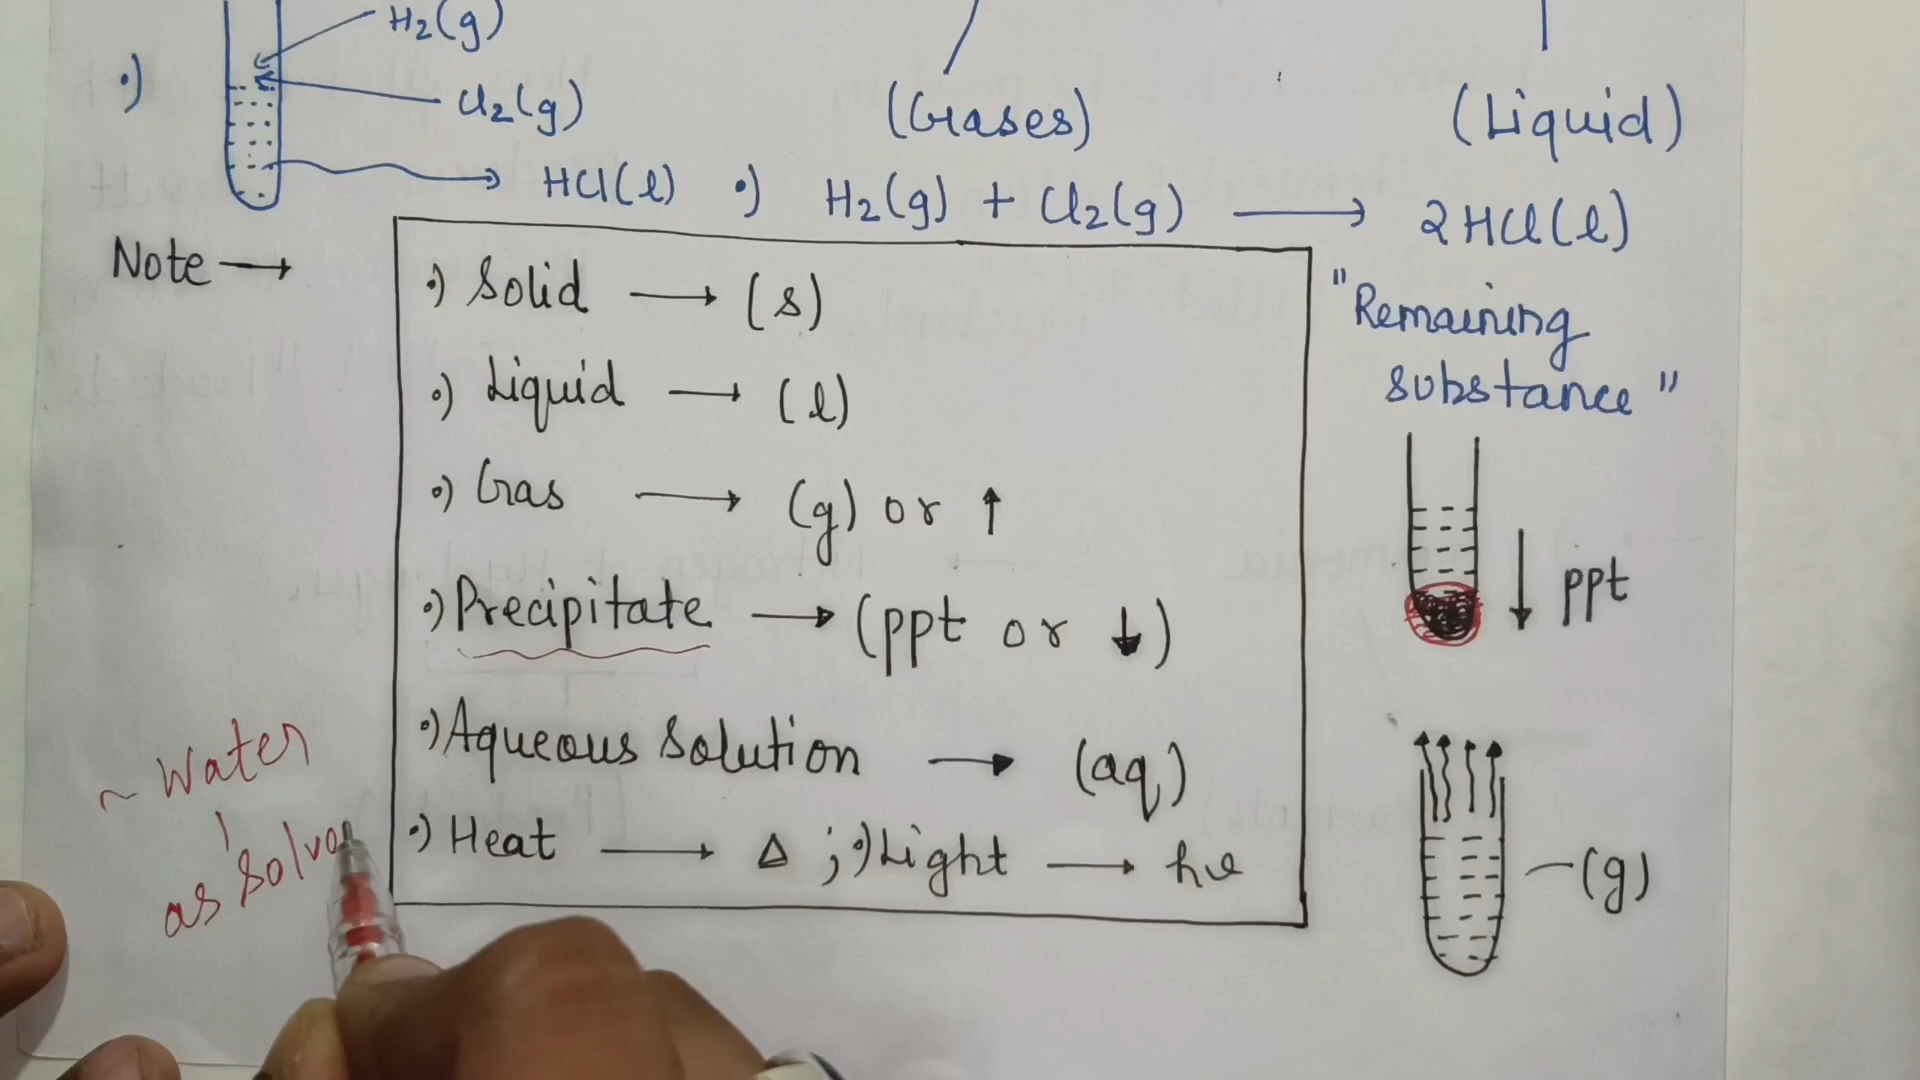 H₂(g)
•) Cl₂(g) (Gases) (Liquid)
HCl(l) •) H₂(g) + Cl₂(g) → 2HCl(l)
Note →
•) Solid → (s)
•) Liquid → (l)
•) Gas → (g) or ↑
•) Precipitate → (ppt or ↓)
•) Aqueous Solution → (aq)
•) Heat → Δ ; •) Light → hν
"Remaining
substance"
↓ ppt
(g)
~ Water
as Solve